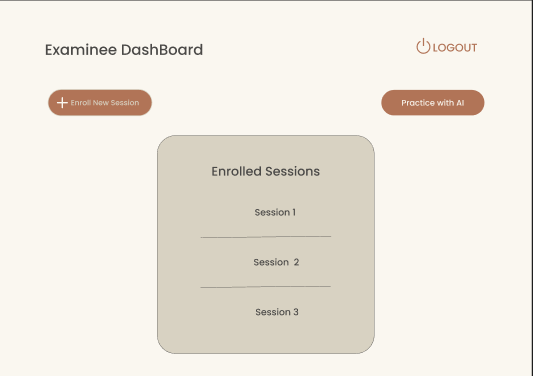 Examinee DashBoard
LOGOUT
Enroll New Session
Practice with AI
Enrolled Sessions
Session 1
Session 2
Session 3